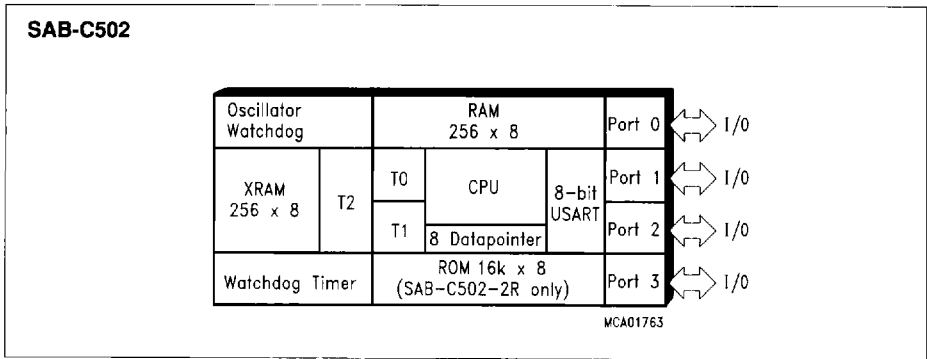 SAB-C502
Oscillator
Watchdog
RAM
256 x 8
Port 0
I/O
XRAM
256 x 8
T2
T0
T1
CPU
8 Datapointer
8-bit
USART
Port 1
I/O
Port 2
I/O
Watchdog Timer
ROM 16k x 8
(SAB-C502-2R only)
Port 3
I/O
MCA01763